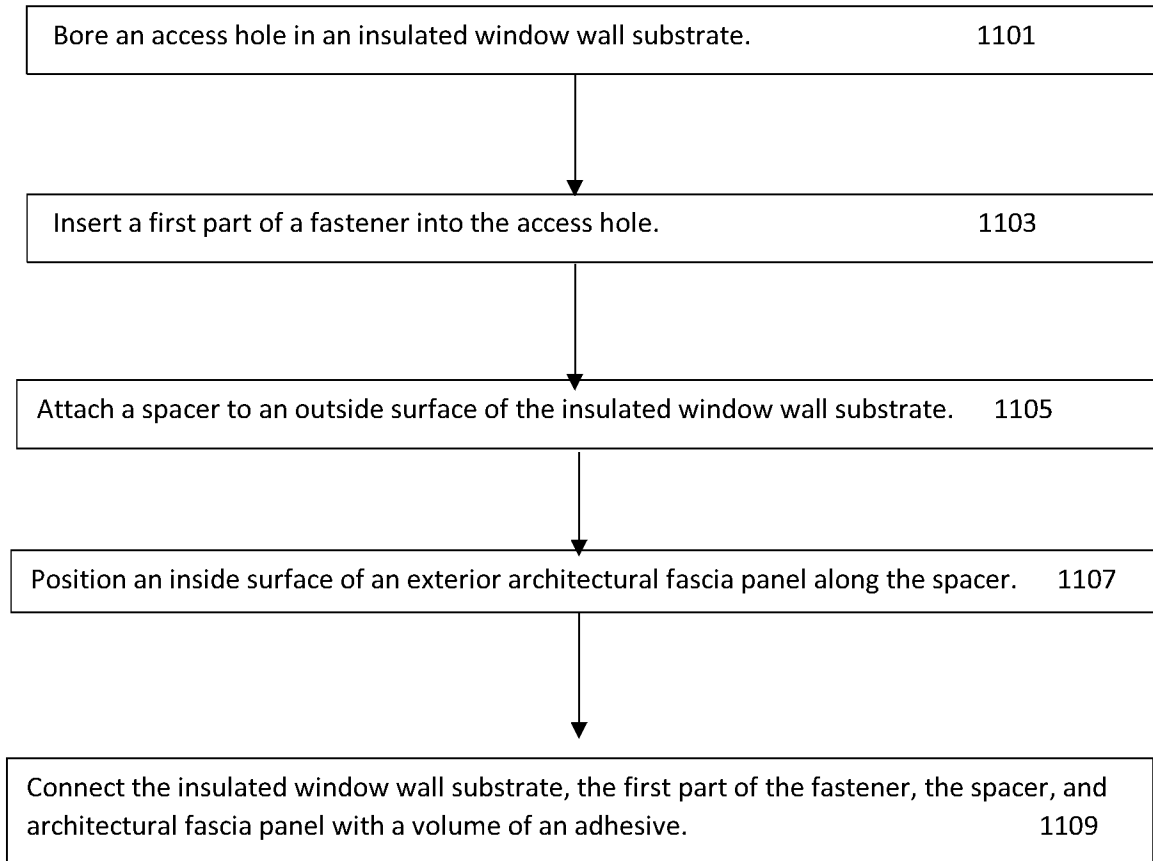 Bore an access hole in an insulated window wall substrate. 1101
Insert a first part of a fastener into the access hole. 1103
Attach a spacer to an outside surface of the insulated window wall substrate. 1105
Position an inside surface of an exterior architectural fascia panel along the spacer. 1107
Connect the insulated window wall substrate, the first part of the fastener, the spacer, and
architectural fascia panel with a volume of an adhesive. 1109